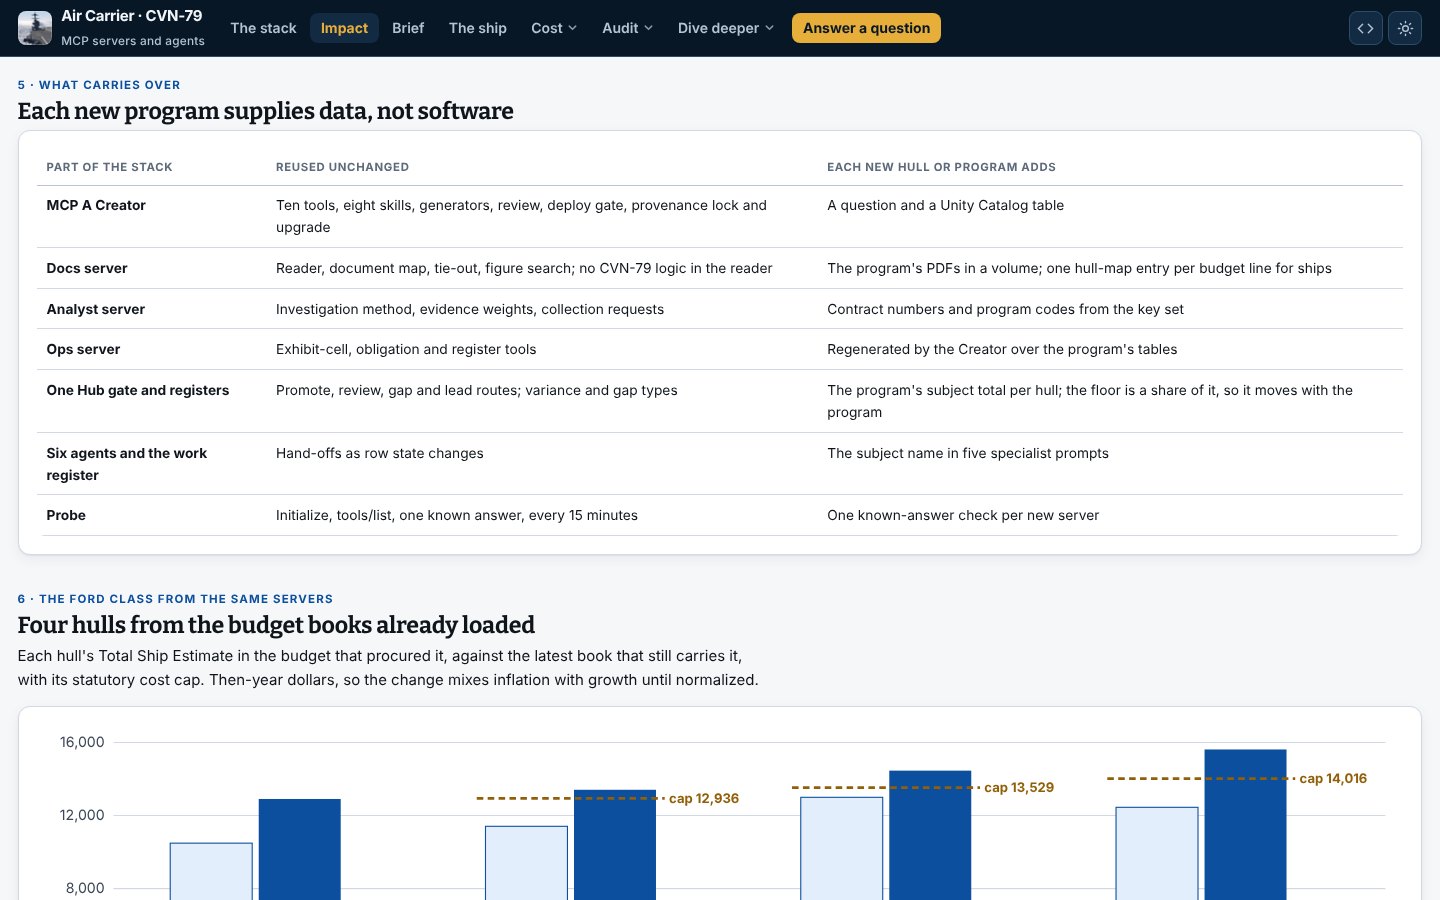 Air Carrier · CVN-79
MCP servers and agents
The stack
Impact
Brief
The ship
Cost
Audit
Dive deeper
Answer a question
5 · WHAT CARRIES OVER
Each new program supplies data, not software
PART OF THE STACK
REUSED UNCHANGED
EACH NEW HULL OR PROGRAM ADDS
MCP A Creator
Ten tools, eight skills, generators, review, deploy gate, provenance lock and
upgrade
A question and a Unity Catalog table
Docs server
Reader, document map, tie-out, figure search; no CVN-79 logic in the reader
The program's PDFs in a volume; one hull-map entry per budget line for ships
Analyst server
Investigation method, evidence weights, collection requests
Contract numbers and program codes from the key set
Ops server
Exhibit-cell, obligation and register tools
Regenerated by the Creator over the program's tables
One Hub gate and registers
Promote, review, gap and lead routes; variance and gap types
The program's subject total per hull; the floor is a share of it, so it moves with the
program
Six agents and the work
register
Hand-offs as row state changes
The subject name in five specialist prompts
Probe
Initialize, tools/list, one known answer, every 15 minutes
One known-answer check per new server
6 · THE FORD CLASS FROM THE SAME SERVERS
Four hulls from the budget books already loaded
Each hull's Total Ship Estimate in the budget that procured it, against the latest book that still carries it,
with its statutory cost cap. Then-year dollars, so the change mixes inflation with growth until normalized.
16,000
12,000
8,000
cap 12,936
cap 13,529
cap 14,016